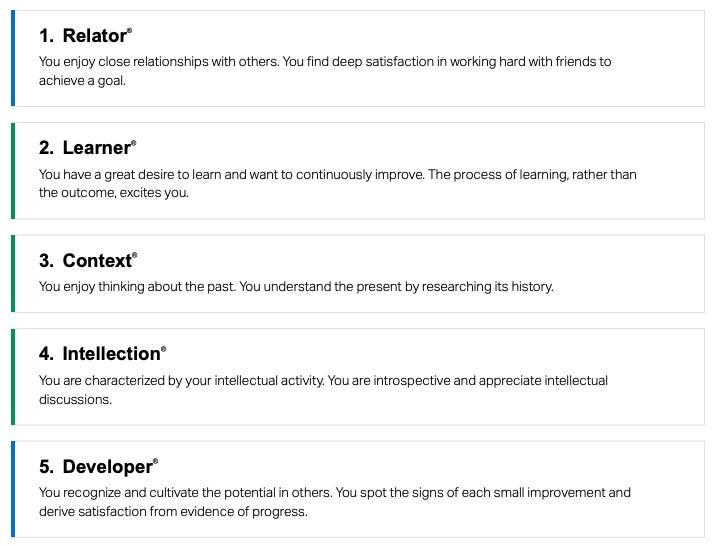 1. Relator®
You enjoy close relationships with others. You find deep satisfaction in working hard with friends to
achieve a goal.
2. Learner®
You have a great desire to learn and want to continuously improve. The process of learning, rather than
the outcome, excites you.
3. Context®
You enjoy thinking about the past. You understand the present by researching its history.
4. Intellection®
You are characterized by your intellectual activity. You are introspective and appreciate intellectual
discussions.
5. Developer®
You recognize and cultivate the potential in others. You spot the signs of each small improvement and
derive satisfaction from evidence of progress.